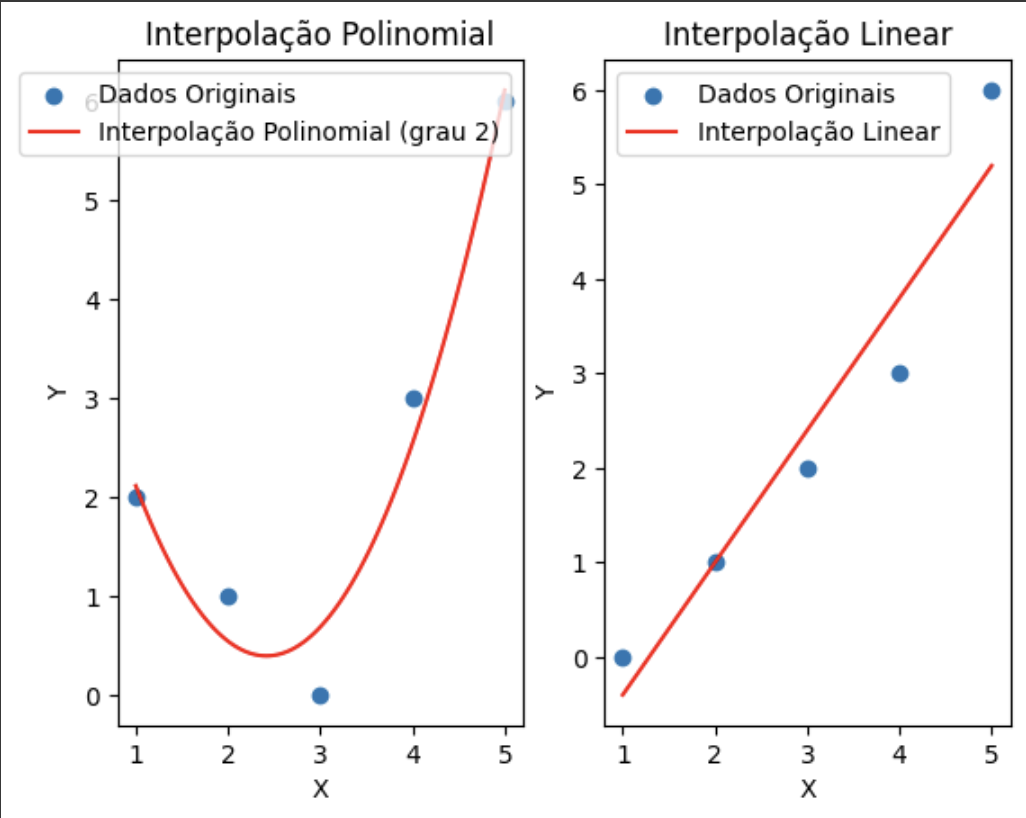 Interpolação Polinomial
Dados Originais
Interpolação Polinomial (grau 2)
6
5
4
3
2
1
0
Y
1 2 3 4 5
X
Interpolação Linear
Dados Originais
Interpolação Linear
6
5
4
3
2
1
0
Y
1 2 3 4 5
X